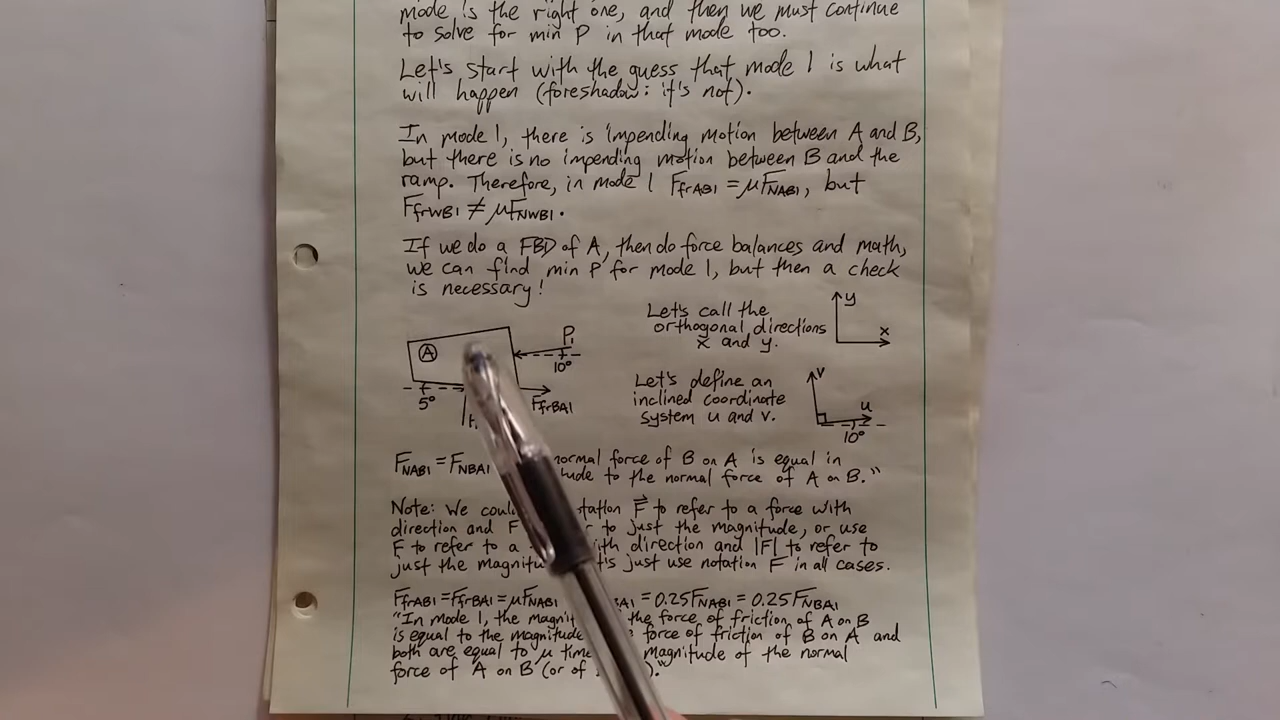 mode is the right one, and then we must continue
to solve for min P in that mode too.
Let's start with the guess that mode 1 is what
will happen (foreshadow: it's not).
In mode 1, there is impending motion between A and B,
but there is no impending motion between B and the
ramp. Therefore, in mode 1 FfrAB1 = μFNAB1, but
FfrWB1 ≠ μFNWB1.
If we do a FBD of A, then do force balances and math,
we can find min P for mode 1, but then a check
is necessary!
Let's call the
orthogonal directions
x and y.
y
x
A
P1
10°
5°
FfrBA1
Let's define an
inclined coordinate
system u and v.
v
u
10°
FNAB1 = FNBA1 normal force of B on A is equal in
to the normal force of A on B."
Note: We F⃗ to refer to a force with
direction and F to just the magnitude, or use
F to refer to a direction and |F| to refer to
just the just use notation F in all cases.
FfrAB1 = FfrBA1 = μFNAB1 = 0.25FNAB1 = 0.25FNBA1
"In mode 1, the the force of friction of A on B
is equal to the force of friction of B on A and
both are equal to μ magnitude of the normal
force of A on B (or of